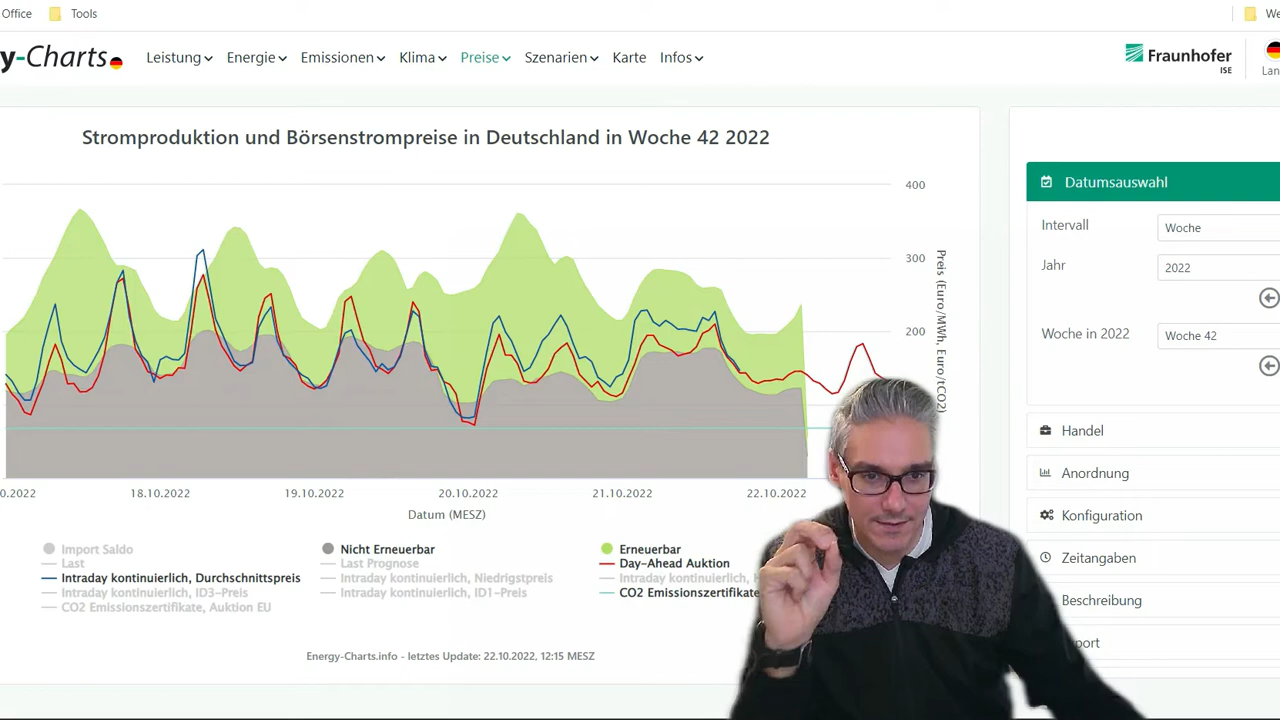 Office Tools We
y-Charts
Leistung Energie Emissionen Klima Preise Szenarien Karte Infos
Fraunhofer
ISE
Lan
Stromproduktion und Börsenstrompreise in Deutschland in Woche 42 2022
400
300
200
Preis (Euro/MWh, Euro/tCO2)
0.2022 18.10.2022 19.10.2022 20.10.2022 21.10.2022 22.10.2022
Datum (MESZ)
Import Saldo Nicht Erneuerbar Erneuerbar
Last Last Prognose Day-Ahead Auktion
Intraday kontinuierlich, Durchschnittspreis Intraday kontinuierlich, Niedrigstpreis Intraday kontinuierlich, H
Intraday kontinuierlich, ID3-Preis Intraday kontinuierlich, ID1-Preis CO2 Emissionszertifikate
CO2 Emissionszertifikate, Auktion EU
Energy-Charts.info - letztes Update: 22.10.2022, 12:15 MESZ
Datumsauswahl
Intervall Woche
Jahr 2022
Woche in 2022 Woche 42
Handel
Anordnung
Konfiguration
Zeitangaben
Beschreibung
port